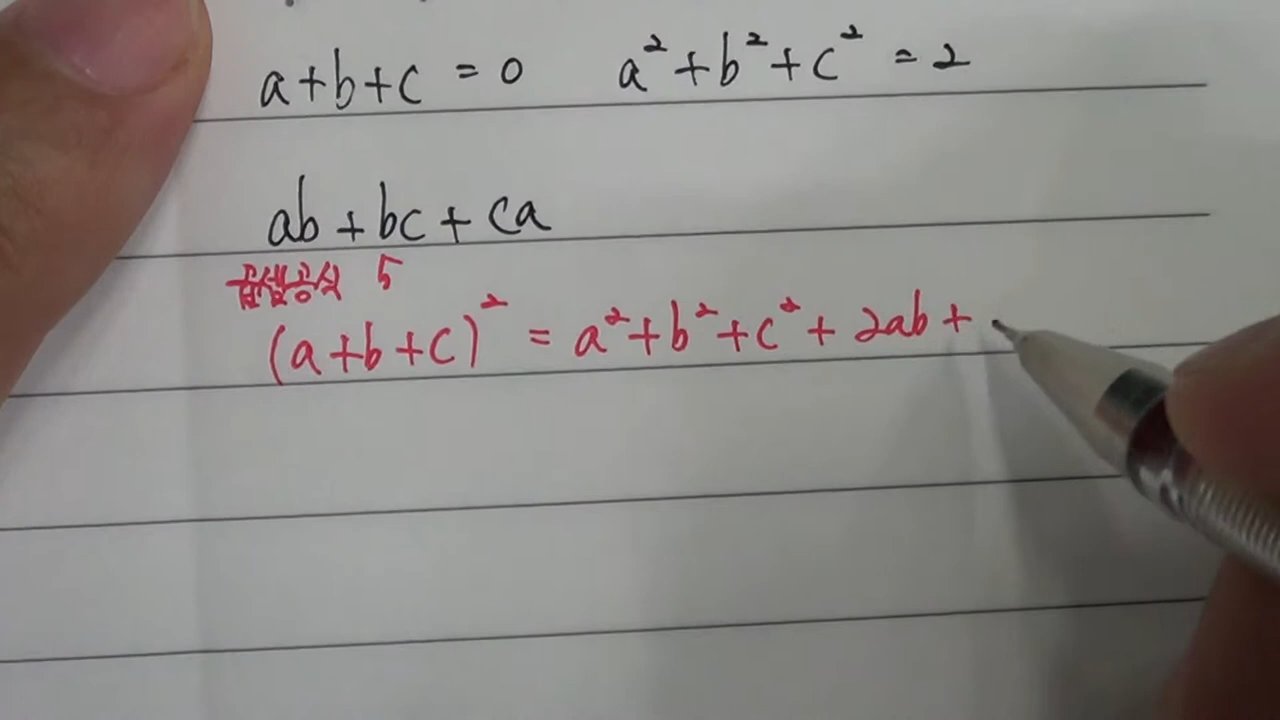 a+b+c = 0 a²+b²+c² = 2
ab+bc+ca
곱셈공식 5
(a+b+c)² = a²+b²+c²+2ab+